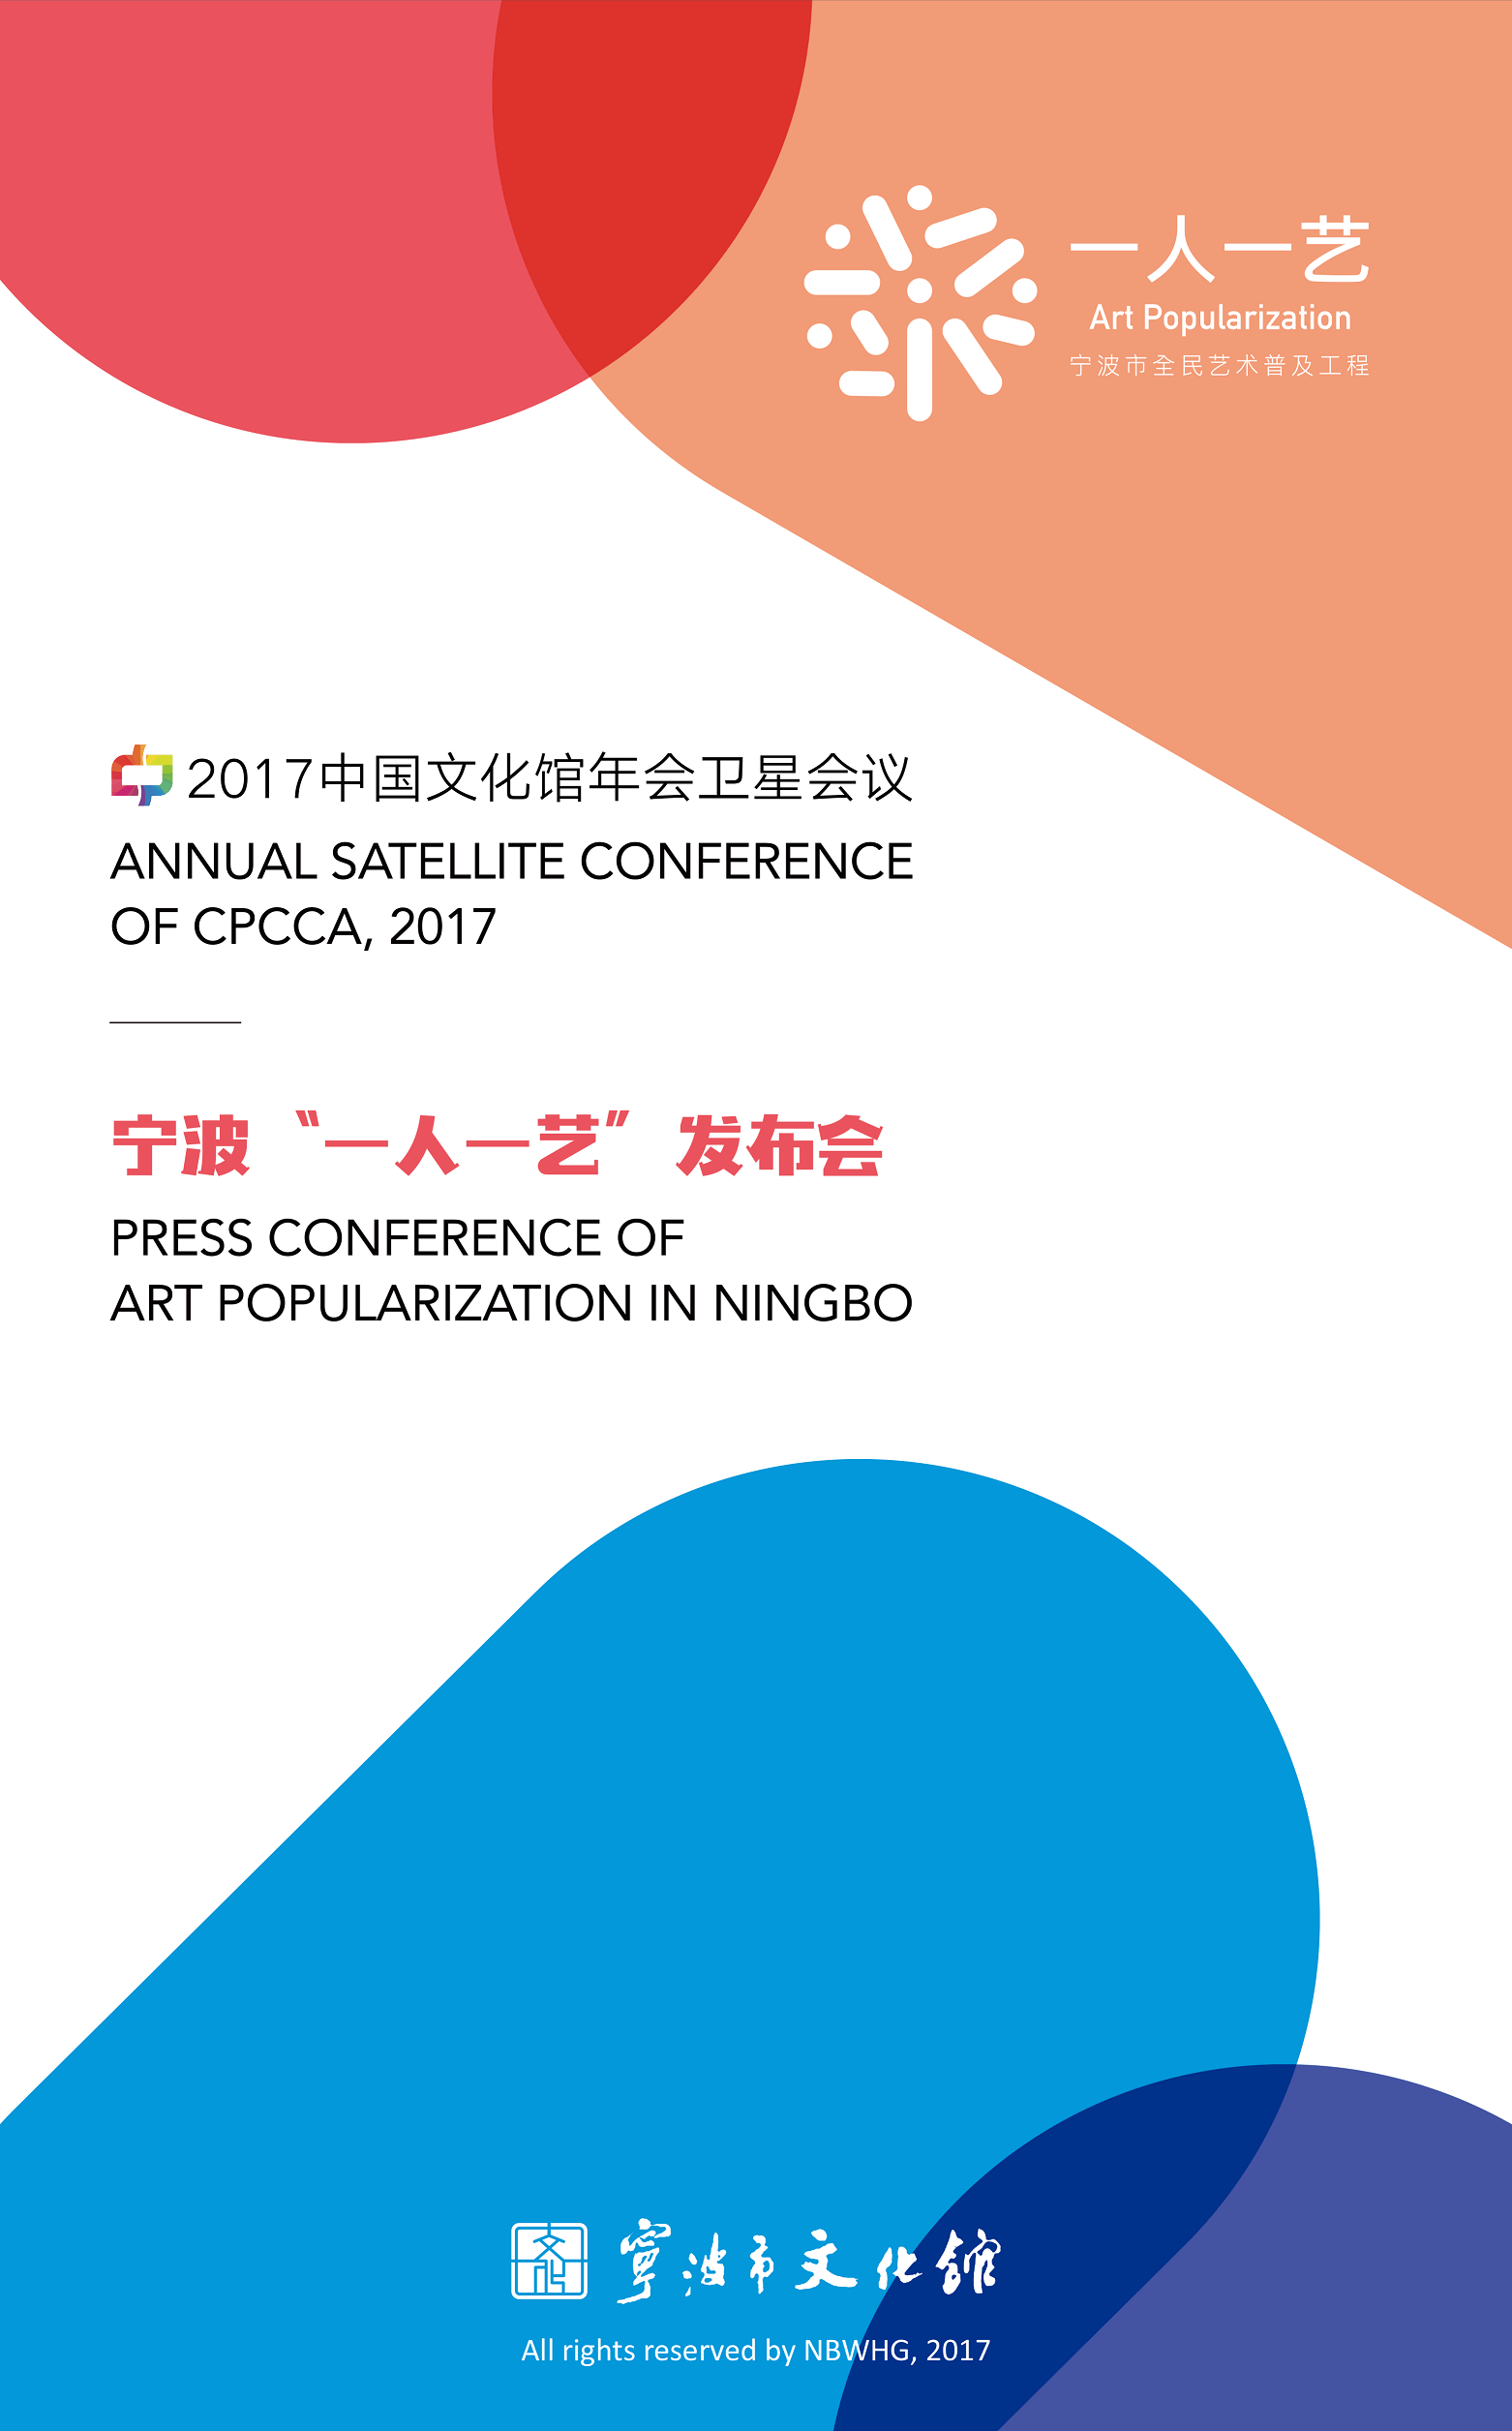 一人一艺
Art Popularization
宁波市全民艺术普及工程
2017中国文化馆年会卫星会议
ANNUAL SATELLITE CONFERENCE
OF CPCCA, 2017
宁波“一人一艺”发布会
PRESS CONFERENCE OF
ART POPULARIZATION IN NINGBO
寧波市文化館
All rights reserved by NBWHG, 2017